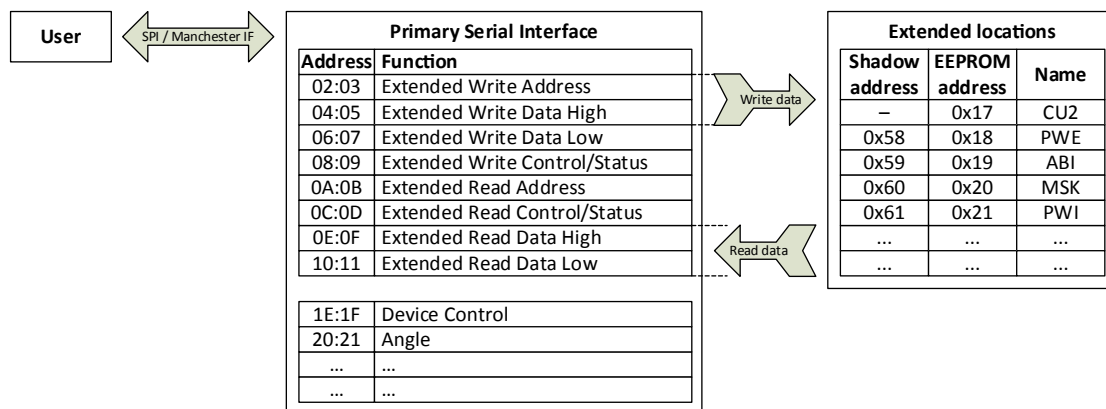 User
SPI / Manchester IF
Primary Serial Interface
Address Function
02:03 Extended Write Address
04:05 Extended Write Data High
06:07 Extended Write Data Low
08:09 Extended Write Control/Status
0A:0B Extended Read Address
0C:0D Extended Read Control/Status
0E:0F Extended Read Data High
10:11 Extended Read Data Low
1E:1F Device Control
20:21 Angle
... ...
... ...
Write data
Read data
Extended locations
Shadow address EEPROM address Name
– 0x17 CU2
0x58 0x18 PWE
0x59 0x19 ABI
0x60 0x20 MSK
0x61 0x21 PWI
... ... ...
... ... ...